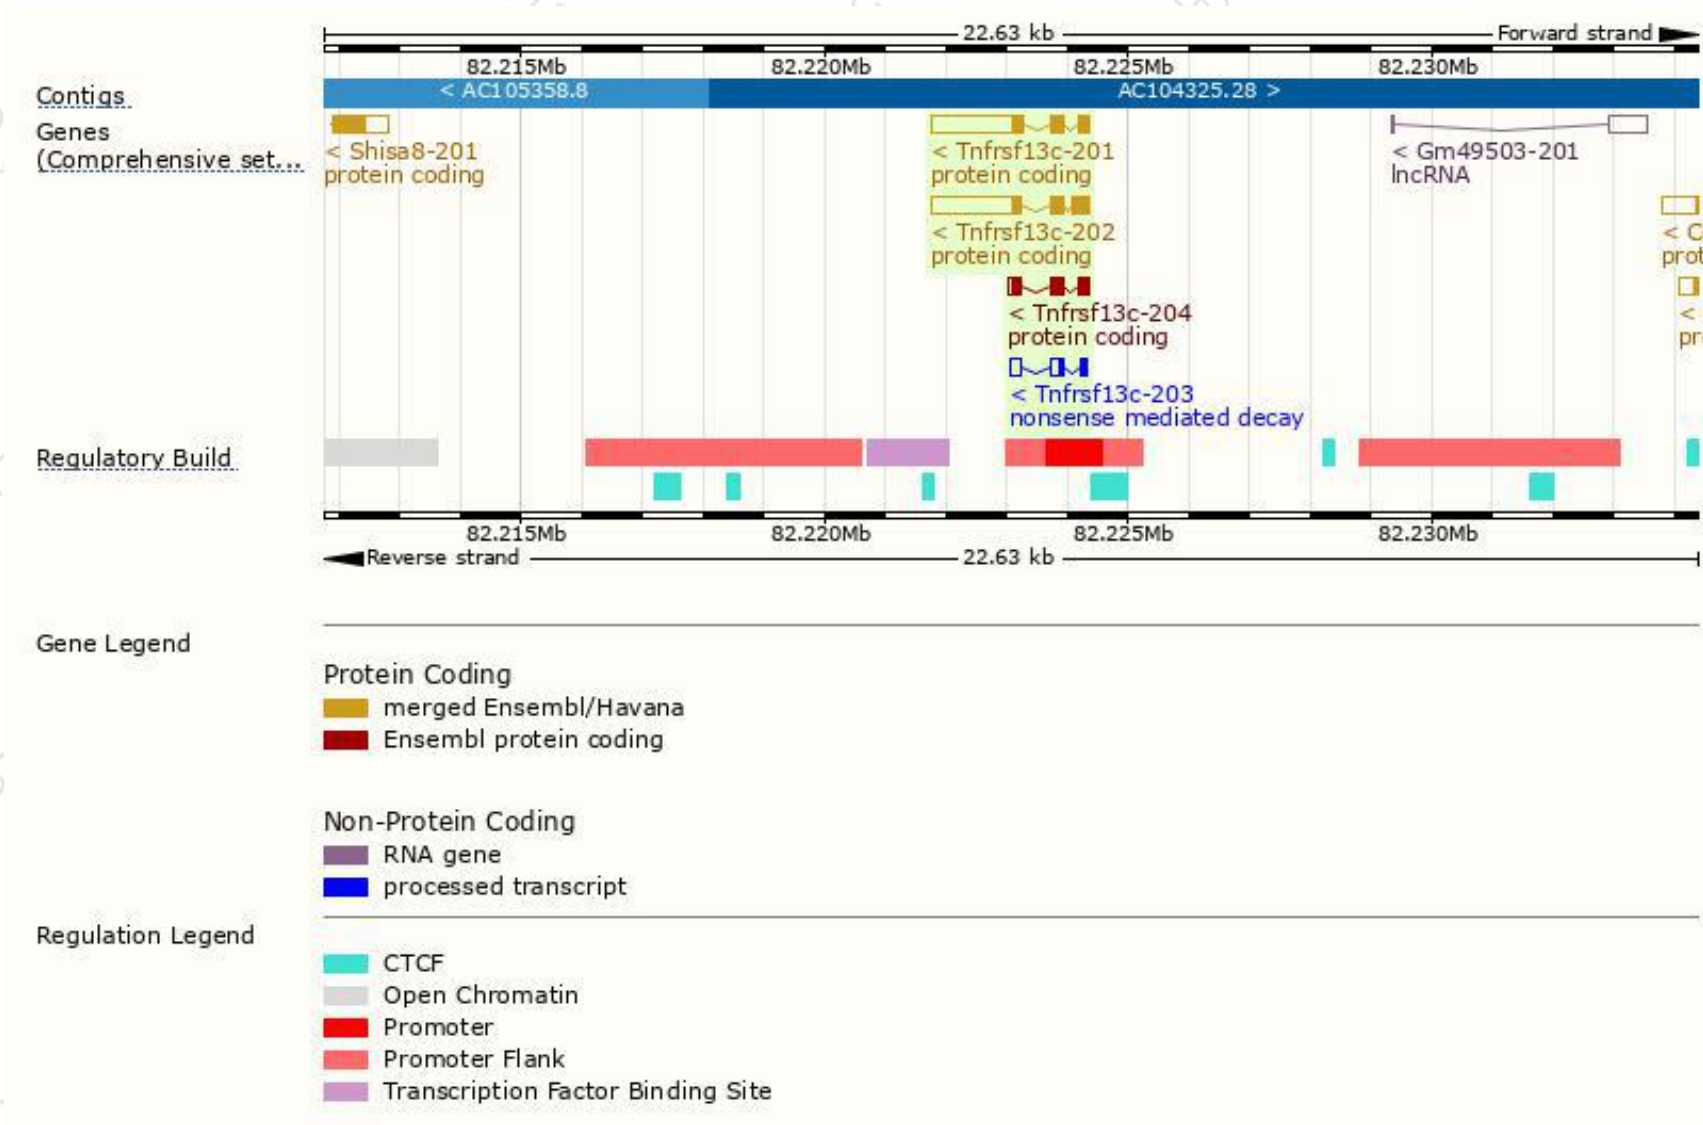 22.63 kb Forward strand
82.215Mb 82.220Mb 82.225Mb 82.230Mb
Contigs < AC105358.8 AC104325.28 >
Genes
(Comprehensive set...
< Shisa8-201 < Tnfrsf13c-201 < Gm49503-201
protein coding protein coding lncRNA
< Tnfrsf13c-202 < C
protein coding prot
< Tnfrsf13c-204 <
protein coding pr
< Tnfrsf13c-203
nonsense mediated decay
Regulatory Build
82.215Mb 82.220Mb 82.225Mb 82.230Mb
Reverse strand 22.63 kb
Gene Legend
Protein Coding
merged Ensembl/Havana
Ensembl protein coding
Non-Protein Coding
RNA gene
processed transcript
Regulation Legend
CTCF
Open Chromatin
Promoter
Promoter Flank
Transcription Factor Binding Site